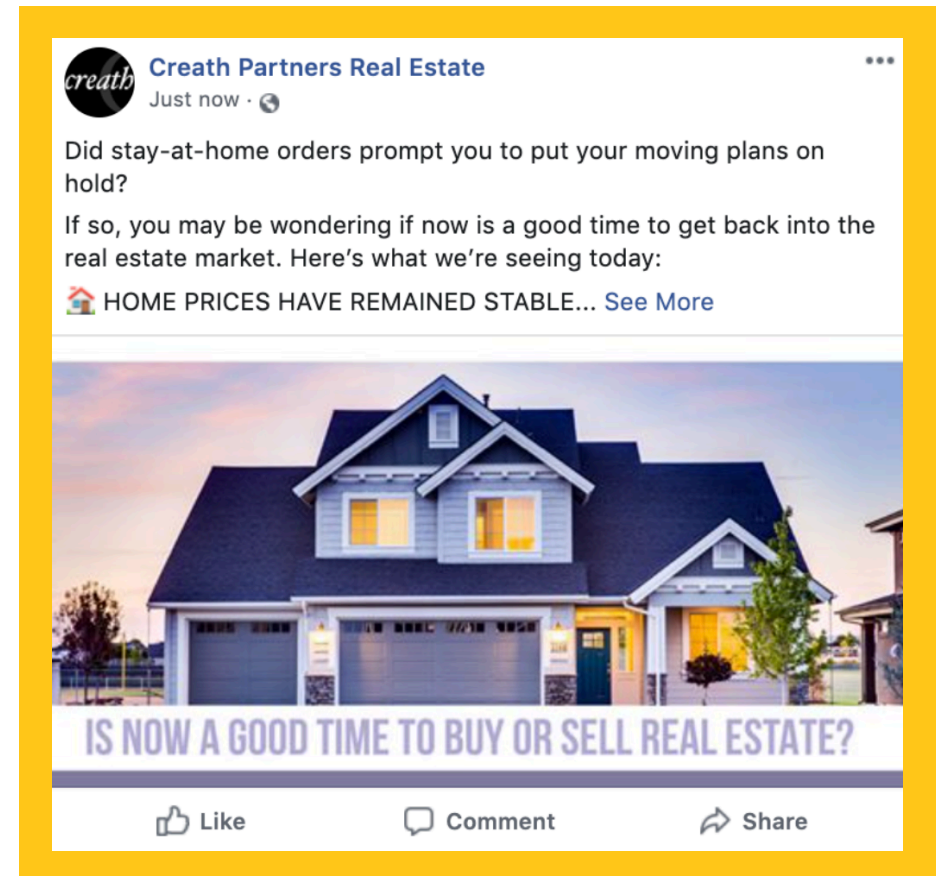 creath
Creath Partners Real Estate
Just now ·
Did stay-at-home orders prompt you to put your moving plans on
hold?
If so, you may be wondering if now is a good time to get back into the
real estate market. Here's what we're seeing today:
🏠 HOME PRICES HAVE REMAINED STABLE... See More
IS NOW A GOOD TIME TO BUY OR SELL REAL ESTATE?
Like
Comment
Share